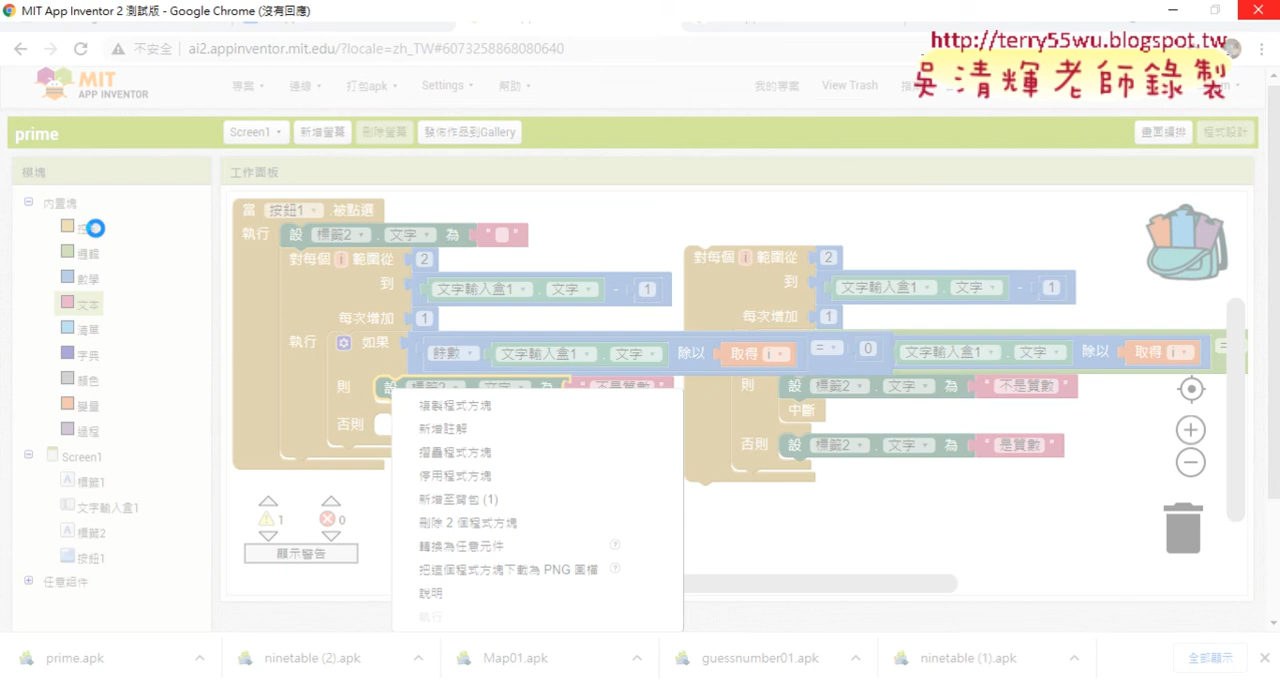 MIT App Inventor 2 測試版 - Google Chrome (沒有回應)
http://terry55wu.blogspot.tw
吳清輝老師錄製
不安全 ai2.appinventor.mit.edu/?locale=zh_TW#6073258868080640
MIT
APP INVENTOR
專案 連線 打包apk Settings 幫助 我的專案 View Trash
prime Screen1 新增螢幕 刪除螢幕 發佈作品到Gallery 畫面編排 程式設計
模塊 工作面板
內置塊
邏輯
數學
文本
清單
字典
顏色
變量
過程
Screen1
標籤1
文字輸入盒1
標籤2
按鈕1
任意組件
當 按鈕1 .被點選
執行 設 標籤2 . 文字 為 " "
對每個 i 範圍從 2
到 文字輸入盒1 . 文字 - 1
每次增加 1
執行 如果 餘數 文字輸入盒1 . 文字 除以 取得 i = 0
則 設 標籤2 . 文字 為 " 不是質數 "
否則
對每個 i 範圍從 2
到 文字輸入盒1 . 文字 - 1
每次增加 1
文字輸入盒1 . 文字 除以 取得 i =
則 設 標籤2 . 文字 為 " 不是質數 "
中斷
否則 設 標籤2 . 文字 為 " 是質數 "
複製程式方塊
新增註解
摺疊程式方塊
停用程式方塊
新增至背包 (1)
刪除 2 個程式方塊
轉換為任意元件
把這個程式方塊下載為 PNG 圖檔
說明
執行
1 0
顯示警告
prime.apk ninetable (2).apk Map01.apk guessnumber01.apk ninetable (1).apk 全部顯示